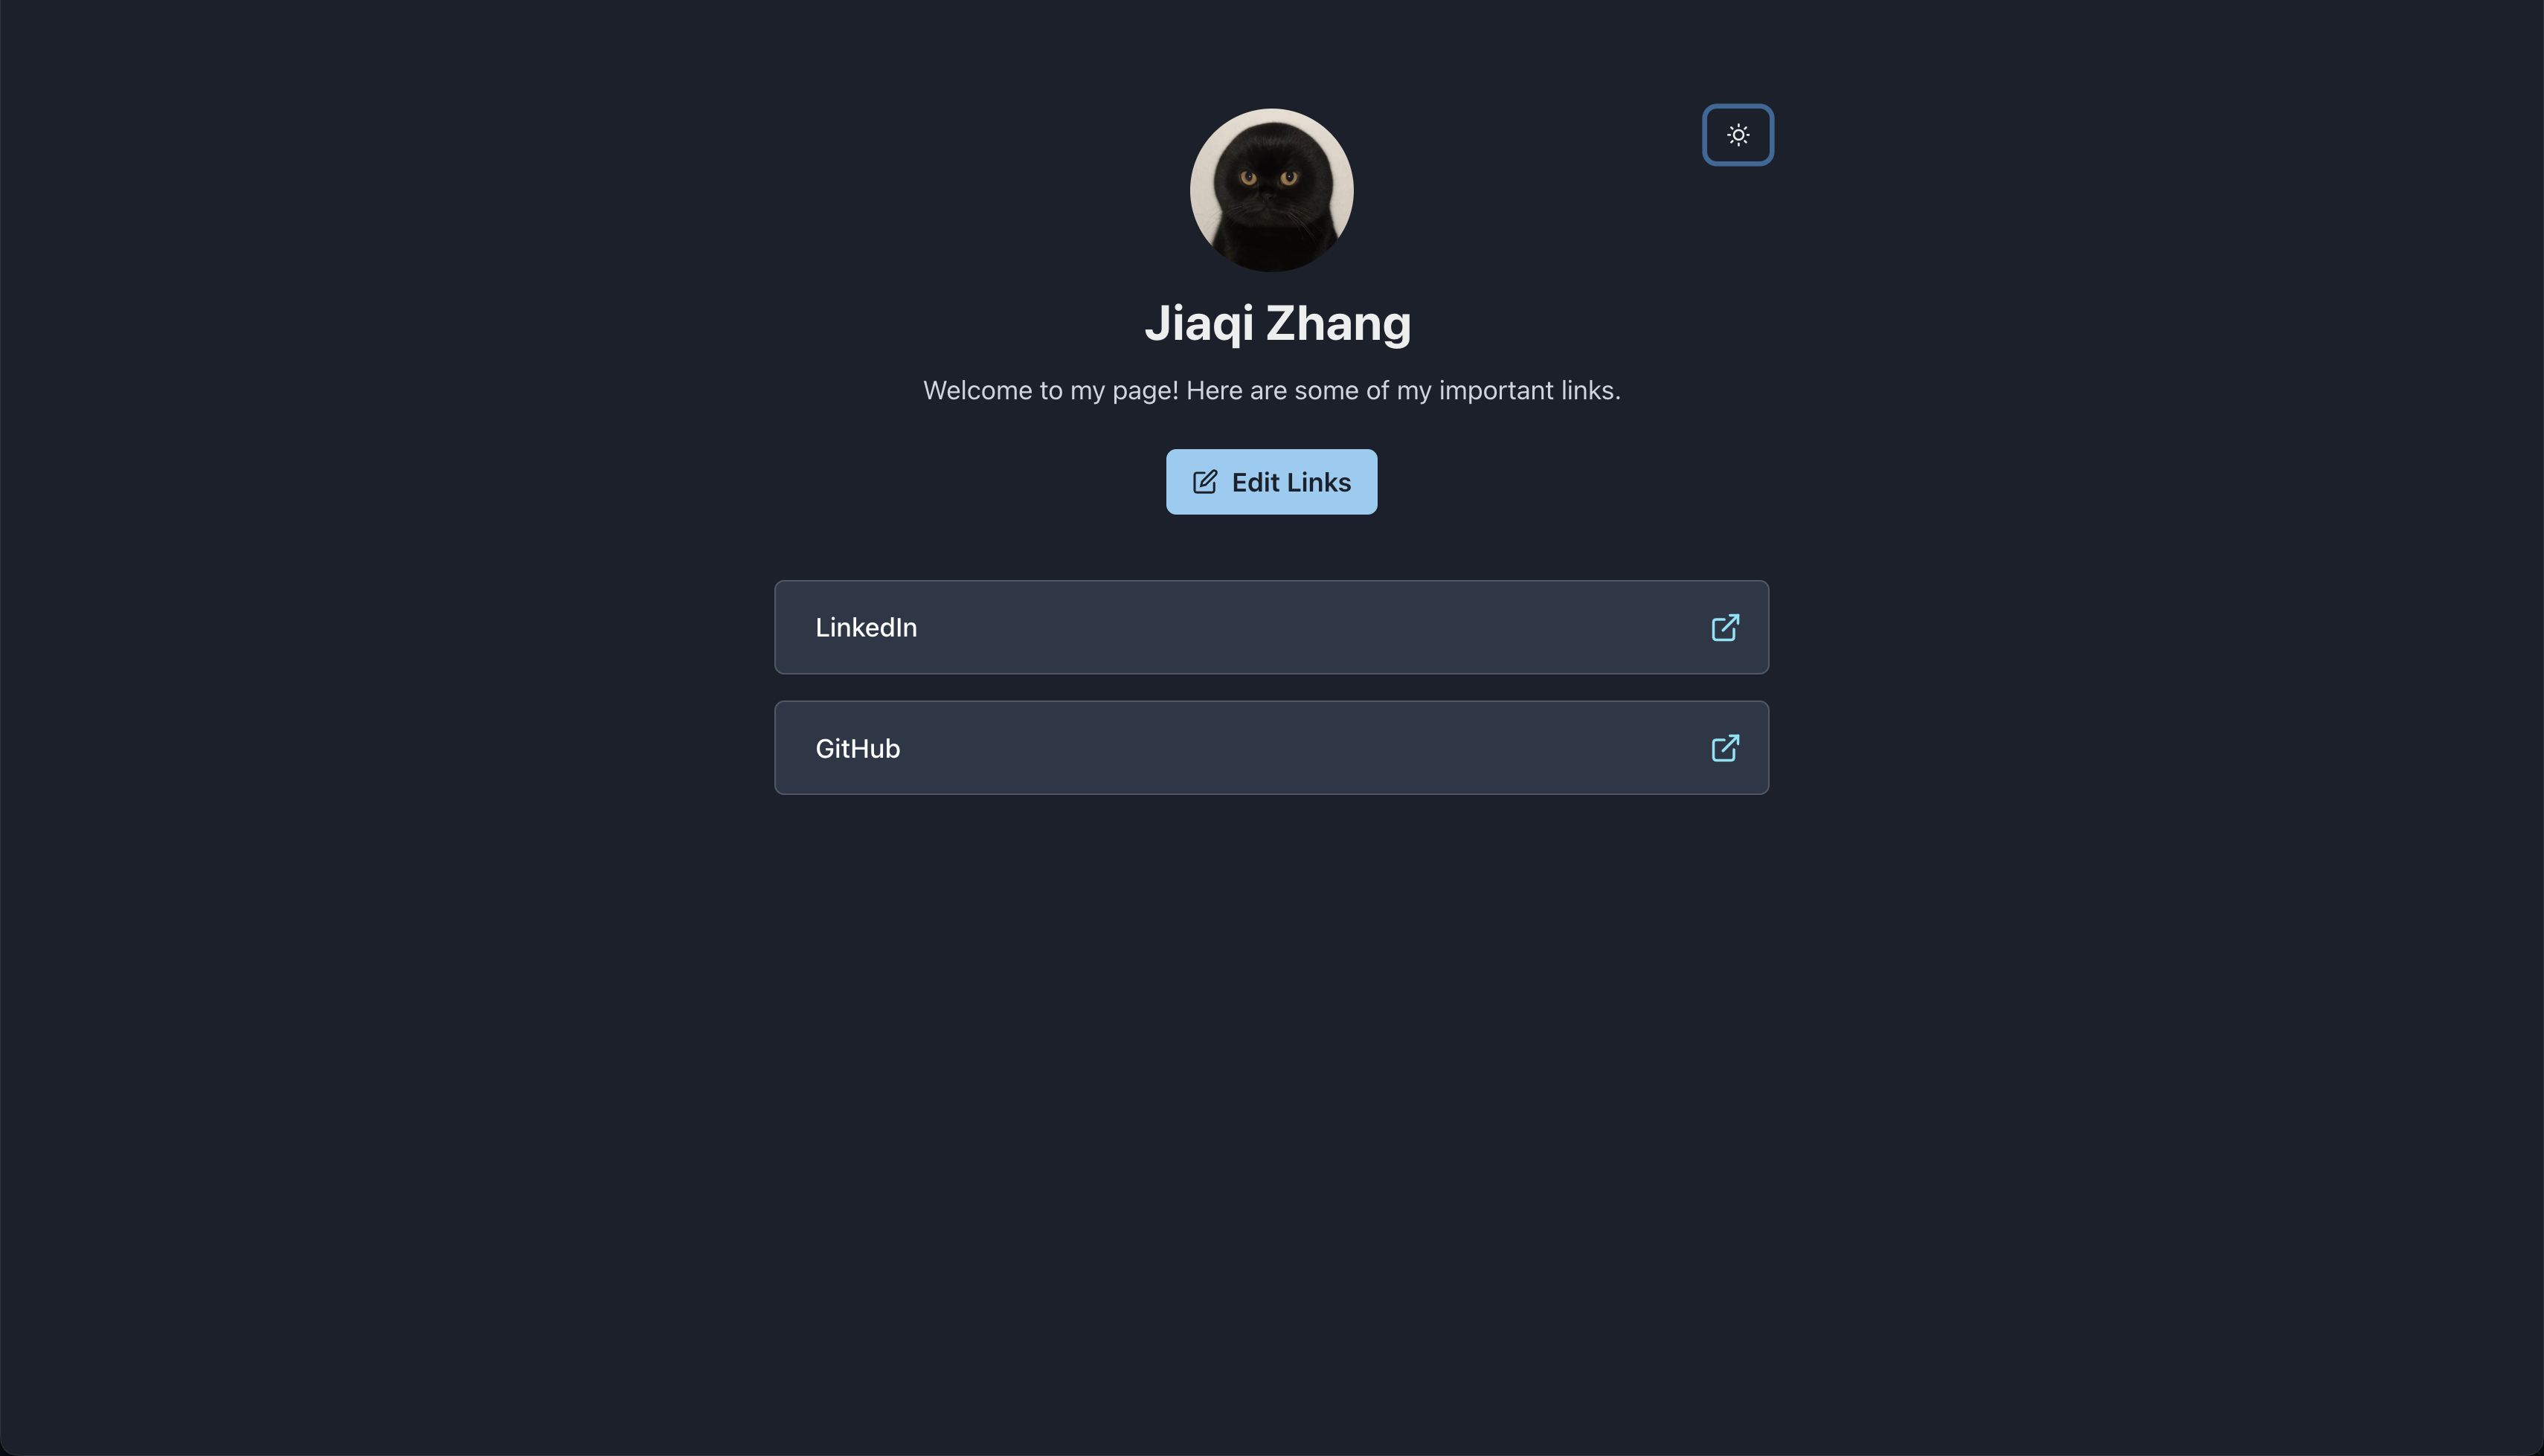 Jiaqi Zhang
Welcome to my page! Here are some of my important links.
Edit Links
LinkedIn
GitHub